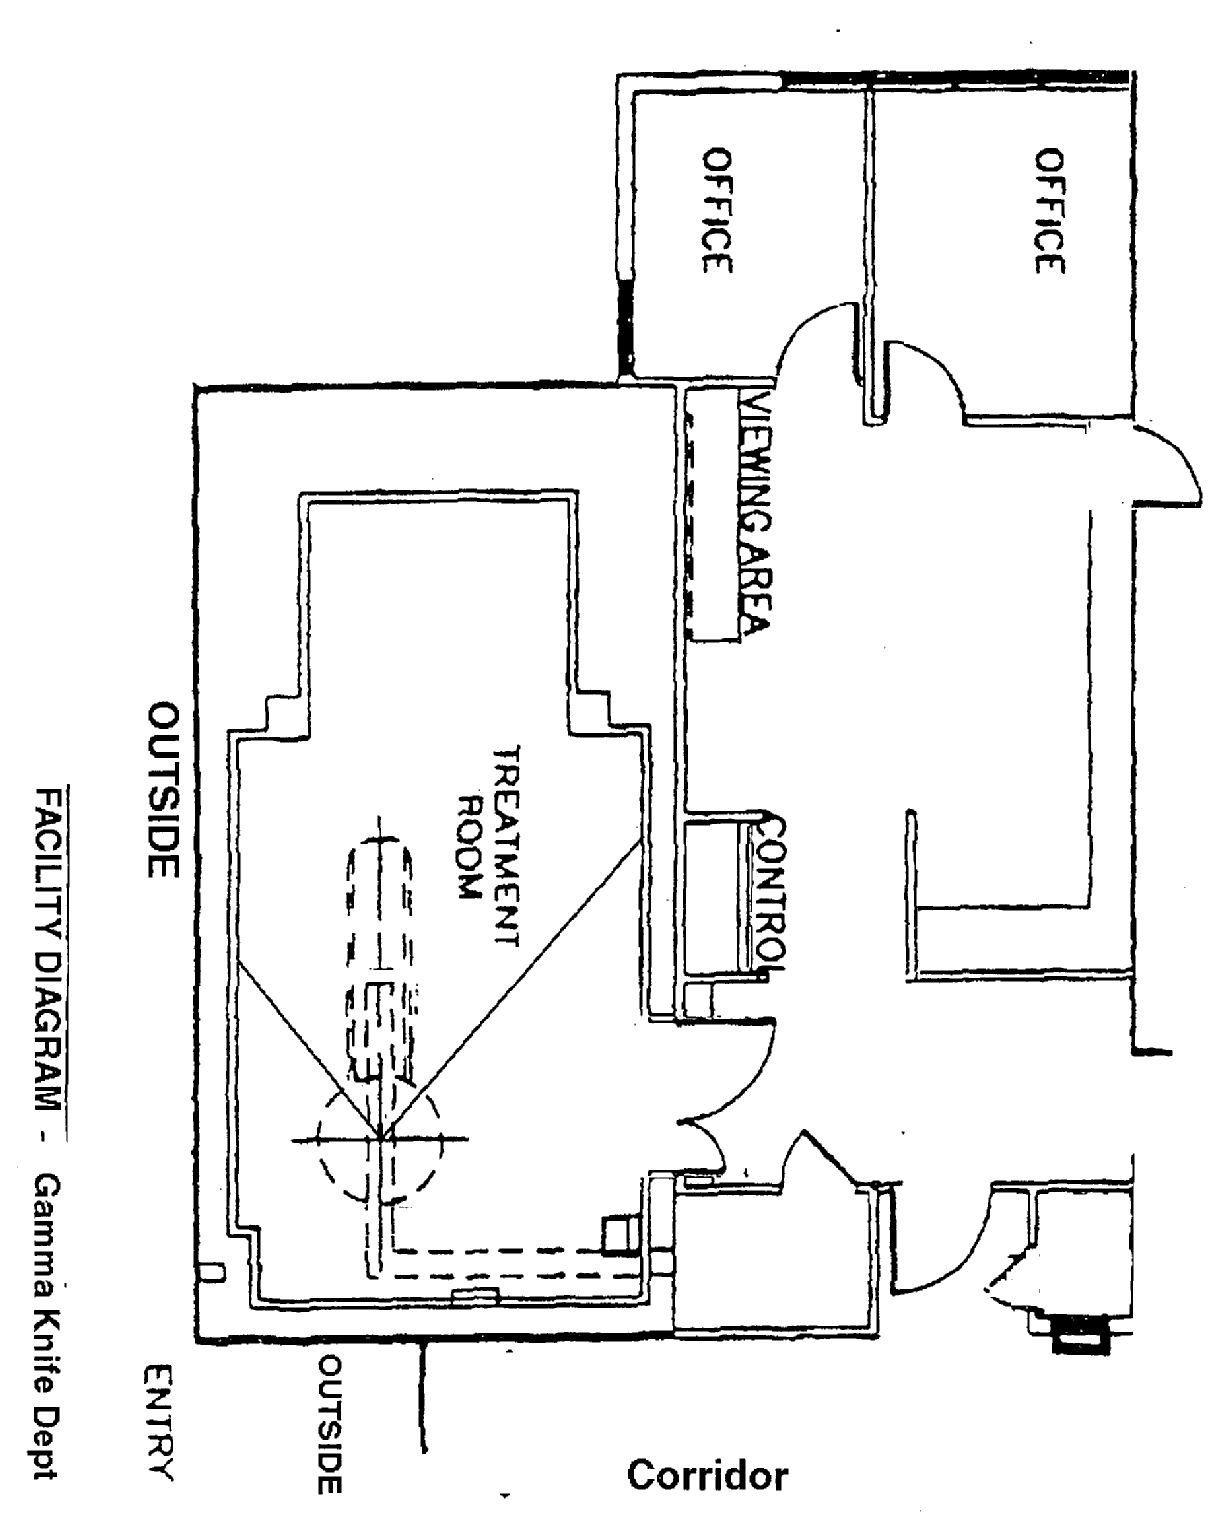 OFFICE
OFFICE
VIEWING AREA
CONTROL
TREATMENT
ROOM
OUTSIDE
OUTSIDE
ENTRY
Corridor
FACILITY DIAGRAM - Gamma Knife Dept